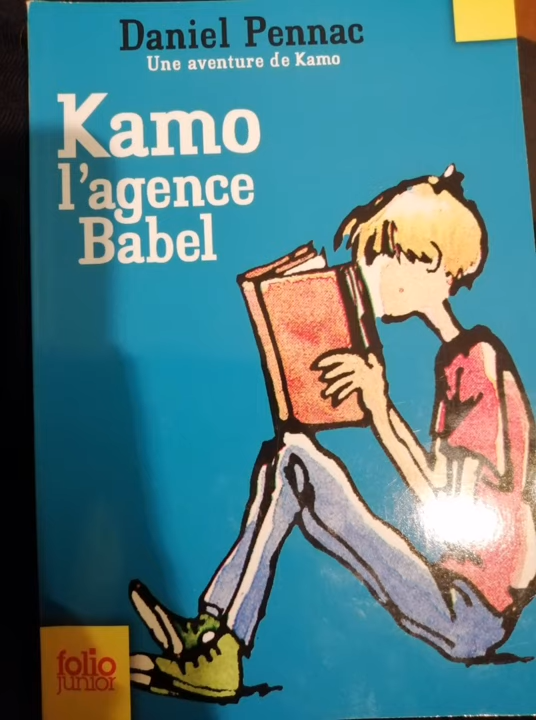 Daniel Pennac
Une aventure de Kamo
Kamo
l'agence
Babel
folio
junior